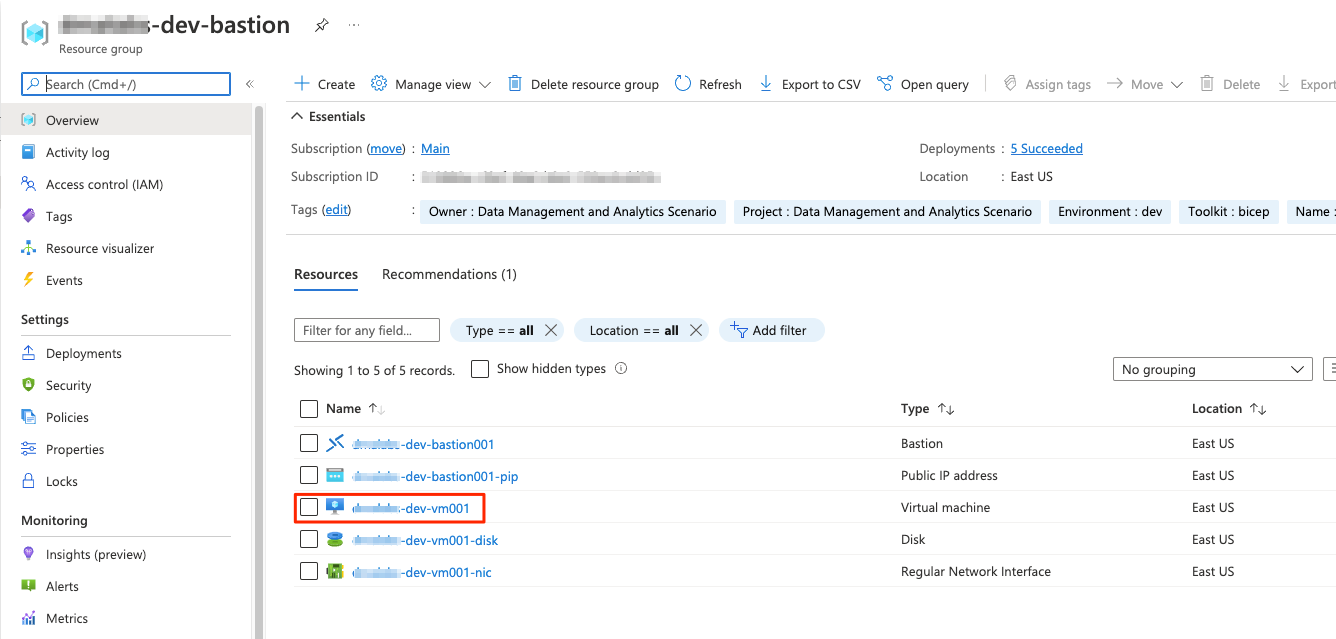 -dev-bastion
Resource group
Search (Cmd+/)
Create Manage view Delete resource group Refresh Export to CSV Open query Assign tags Move Delete Export
Overview
Activity log
Access control (IAM)
Tags
Resource visualizer
Events
Settings
Deployments
Security
Policies
Properties
Locks
Monitoring
Insights (preview)
Alerts
Metrics
Essentials
Subscription (move) : Main
Deployments : 5 Succeeded
Subscription ID :
Location : East US
Tags (edit) : Owner : Data Management and Analytics Scenario Project : Data Management and Analytics Scenario Environment : dev Toolkit : bicep Name :
Resources Recommendations (1)
Filter for any field... Type == all Location == all Add filter
Showing 1 to 5 of 5 records. Show hidden types No grouping
Name Type Location
-dev-bastion001 Bastion East US
-dev-bastion001-pip Public IP address East US
-dev-vm001 Virtual machine East US
-dev-vm001-disk Disk East US
-dev-vm001-nic Regular Network Interface East US